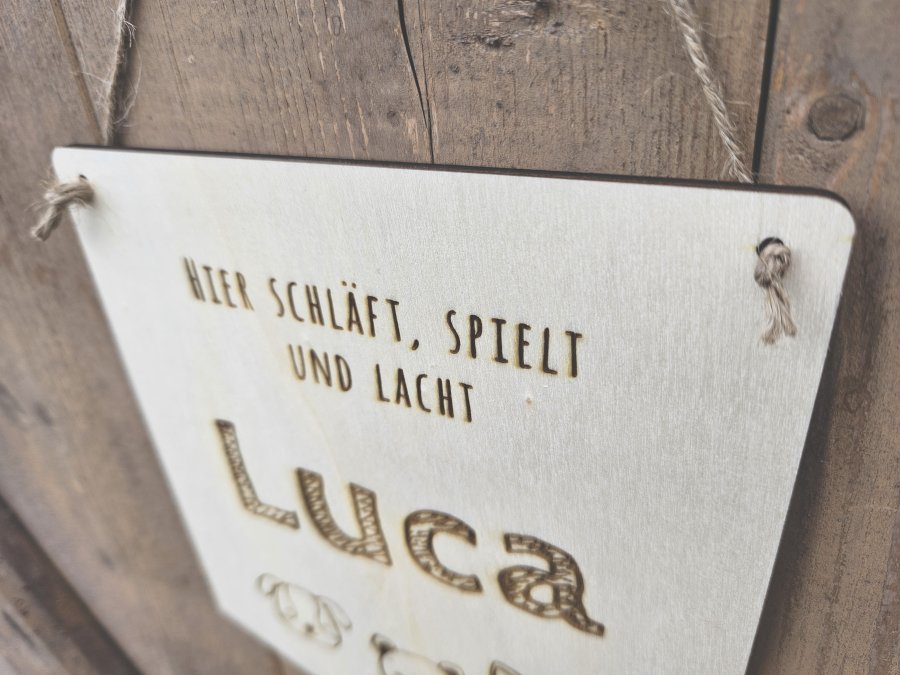 HIER SCHLÄFT, SPIELT
UND LACHT
Luca